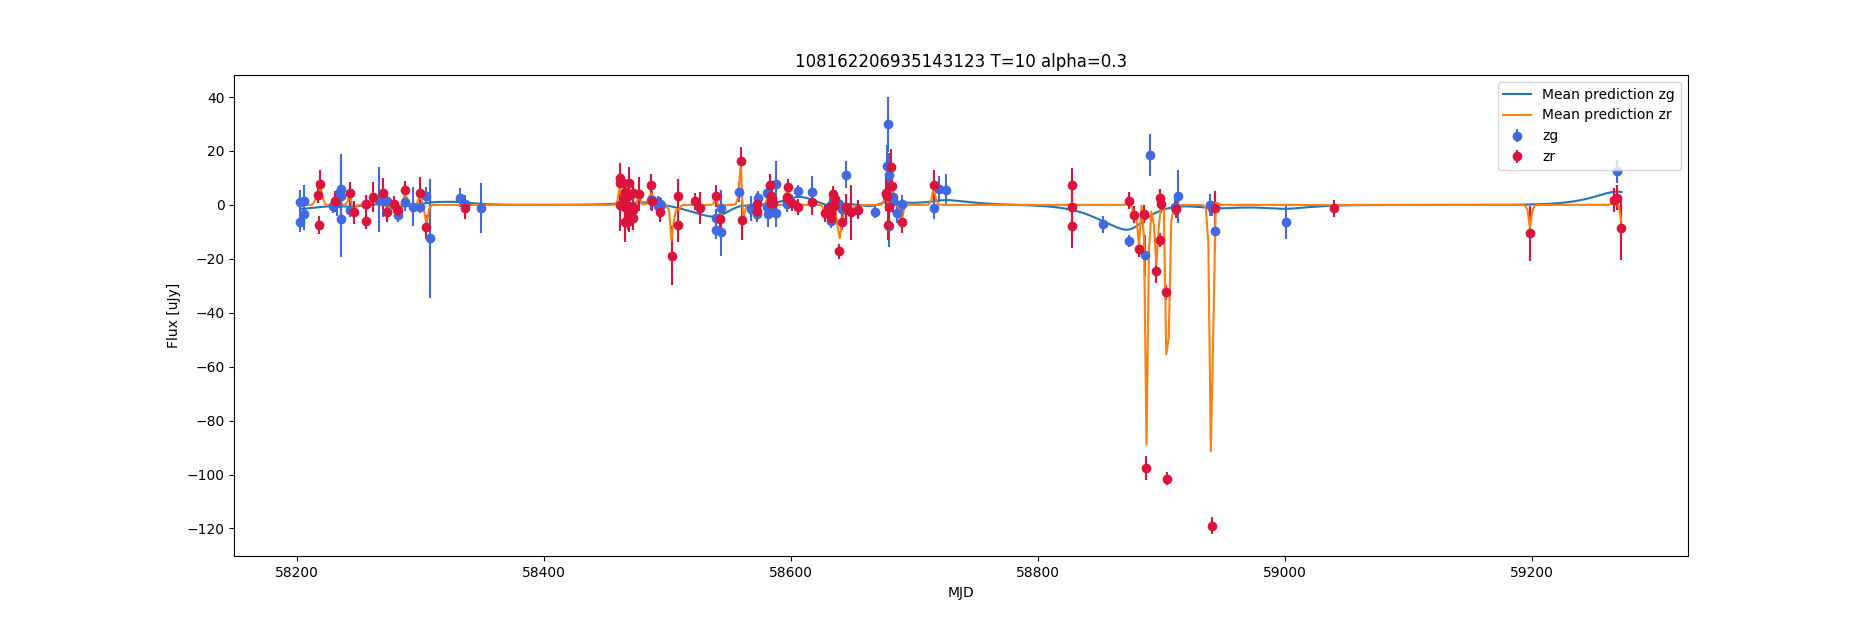 108162206935143123 T=10 alpha=0.3
40
20
0
−20
−40
−60
−80
−100
−120
Flux [uJy]
Mean prediction zg
Mean prediction zr
zg
zr
58200
58400
58600
58800
59000
59200
MJD